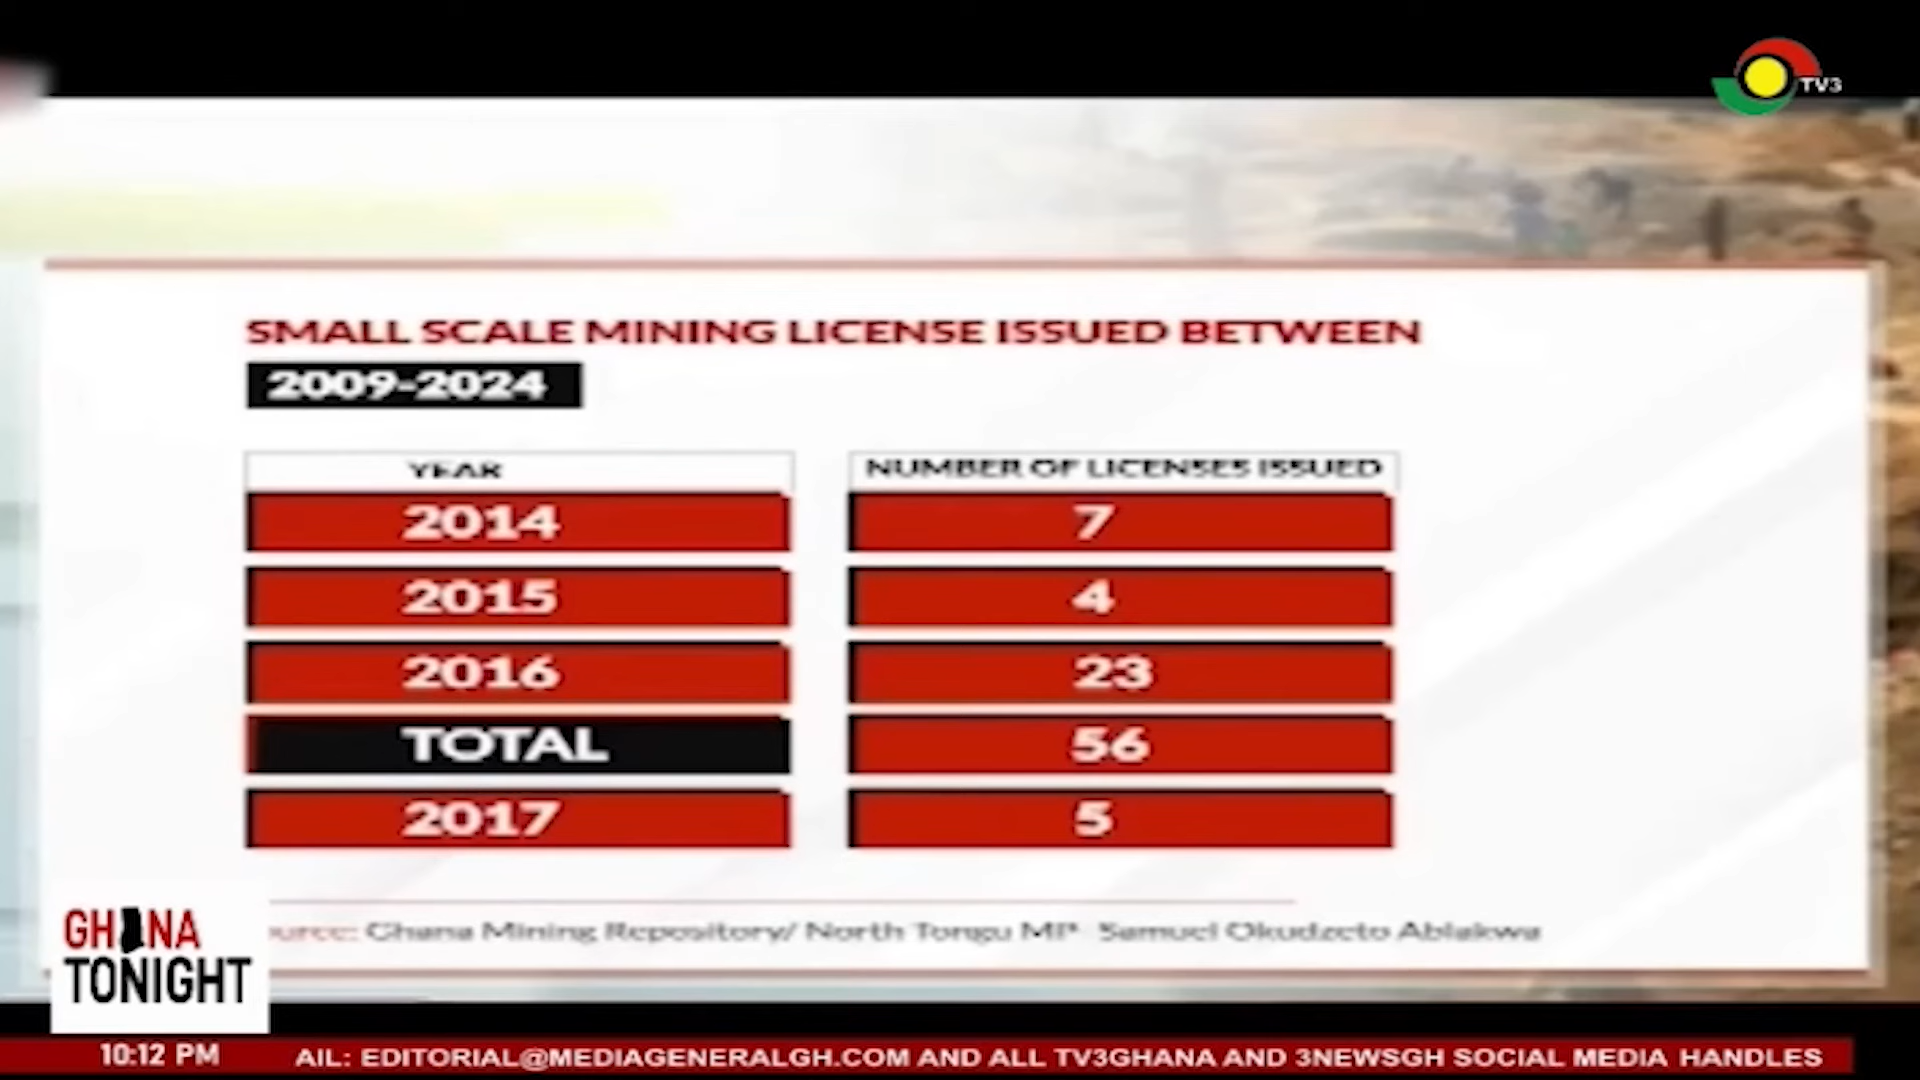 TV3
SMALL SCALE MINING LICENSE ISSUED BETWEEN
2009-2024
YEAR NUMBER OF LICENSES ISSUED
2014 7
2015 4
2016 23
TOTAL 56
2017 5
urce: Ghana Mining Repository/ North Tongu MP Samuel Okudzeto Ablakwa
GHANA
TONIGHT
10:12 PM AIL: EDITORIAL@MEDIAGENERALGH.COM AND ALL TV3GHANA AND 3NEWSGH SOCIAL MEDIA HANDLES